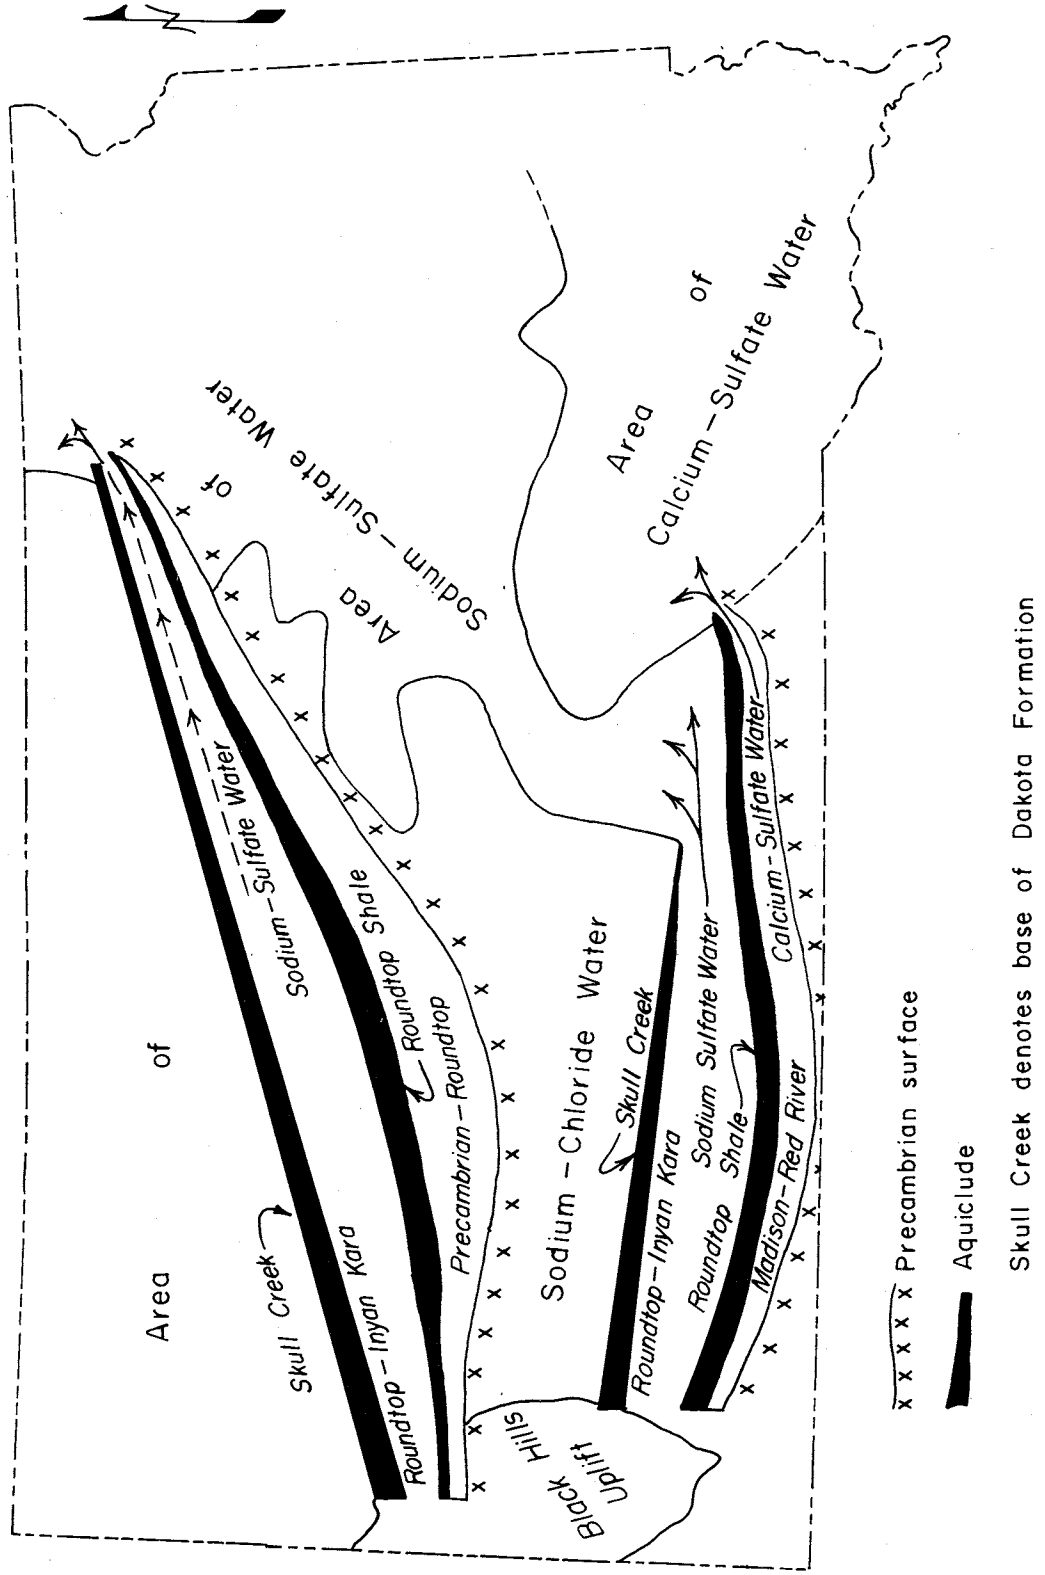 Area of
Sodium-Chloride Water
Skull Creek
Roundtop-Inyan Kara
Sodium-Sulfate Water
Roundtop Shale
Precambrian-Roundtop
Area of
Sodium-Sulfate Water
Black Hills
Uplift
Skull Creek
Roundtop-Inyan Kara
Sodium Sulfate Water
Roundtop
Shale
Madison-Red River
Calcium-Sulfate Water
Area of
Calcium-Sulfate Water
x x x x Precambrian surface
Aquiclude
Skull Creek denotes base of Dakota Formation